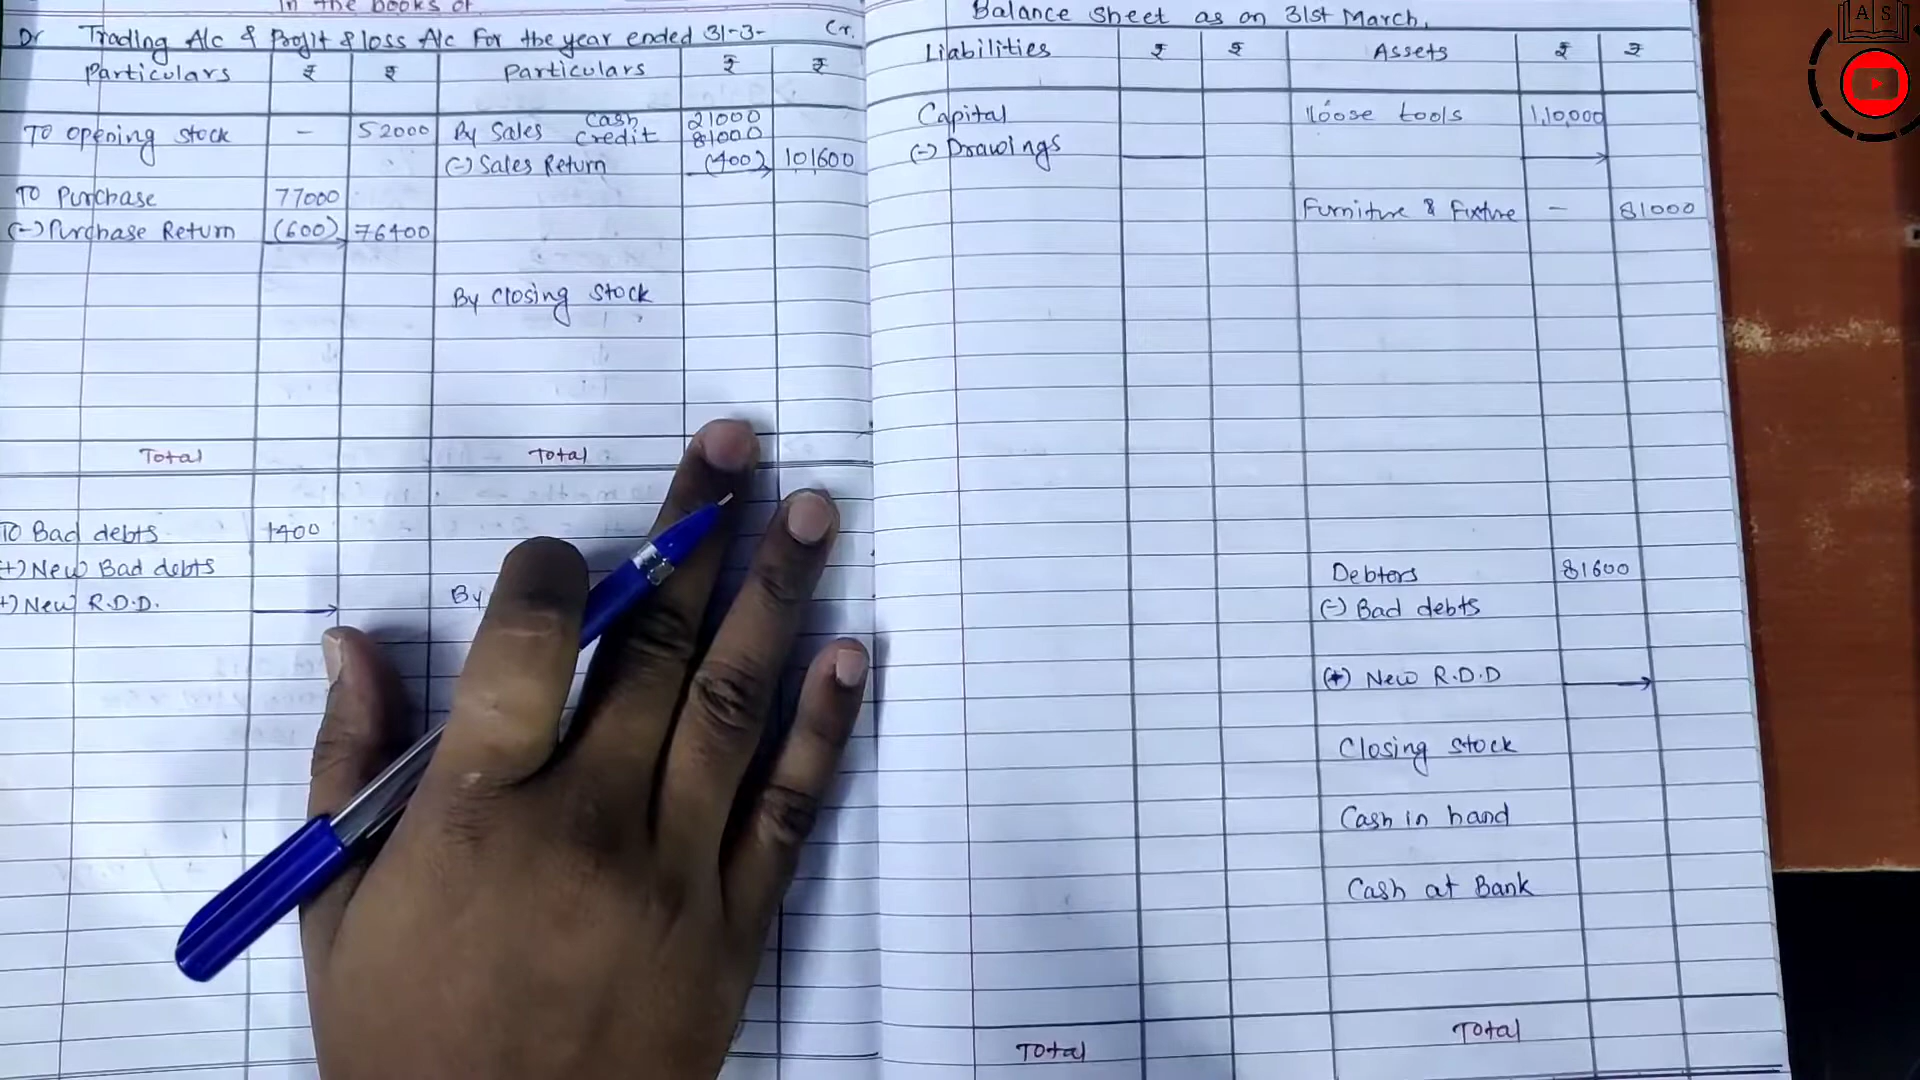 In the books of
Dr Trading A/c & Profit & loss A/c For the year ended 31-3- Cr.
Particulars ₹ ₹ Particulars ₹ ₹
To opening stock - 52000 By Sales Cash 21000
Credit 81000
(-) Sales Return (400) 101600
To Purchase 77000
(-) Purchase Return (600) 76400
By Closing stock
Total Total
To Bad debts 1400
(+) New Bad debts
+) New R.D.D. By
Balance Sheet as on 31st March,
Liabilities ₹ ₹ Assets ₹ ₹
Capital loose tools 1,10,000
(-) Drawings
Furniture & Fixture - 81000
Debtors 81600
(-) Bad debts
New R.D.D
Closing stock
Cash in hand
Cash at Bank
Total Total
A S